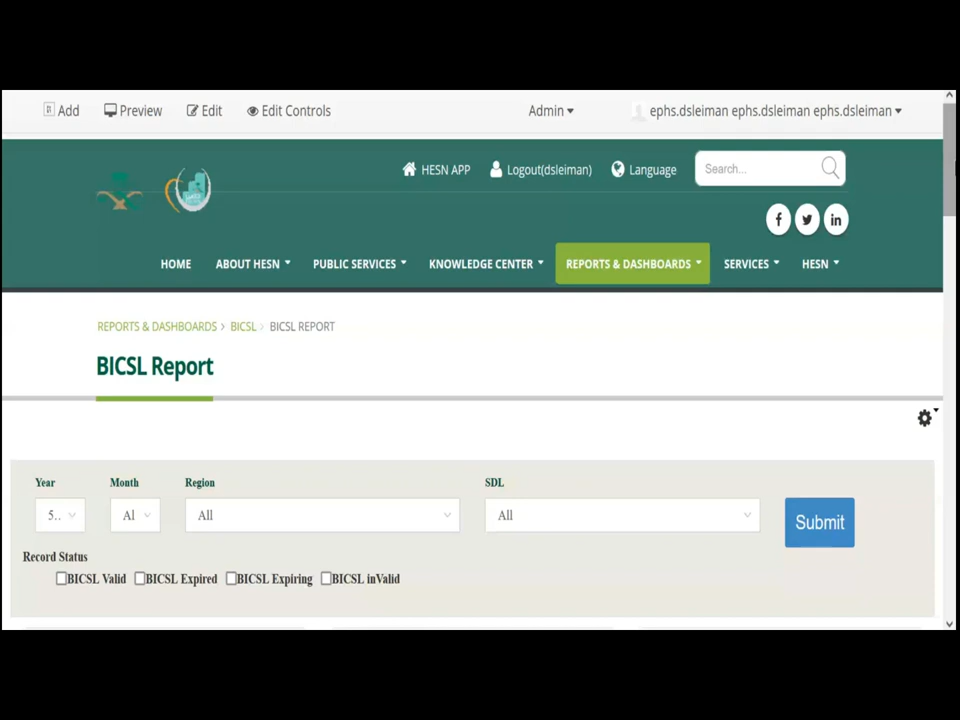 Add Preview Edit Edit Controls Admin ephs.dsleiman ephs.dsleiman ephs.dsleiman
HESN APP Logout(dsleiman) Language Search...
HOME ABOUT HESN PUBLIC SERVICES KNOWLEDGE CENTER REPORTS & DASHBOARDS SERVICES HESN
REPORTS & DASHBOARDS > BICSL > BICSL REPORT
BICSL Report
Year Month Region SDL
5.. Al All All Submit
Record Status
BICSL Valid BICSL Expired BICSL Expiring BICSL inValid